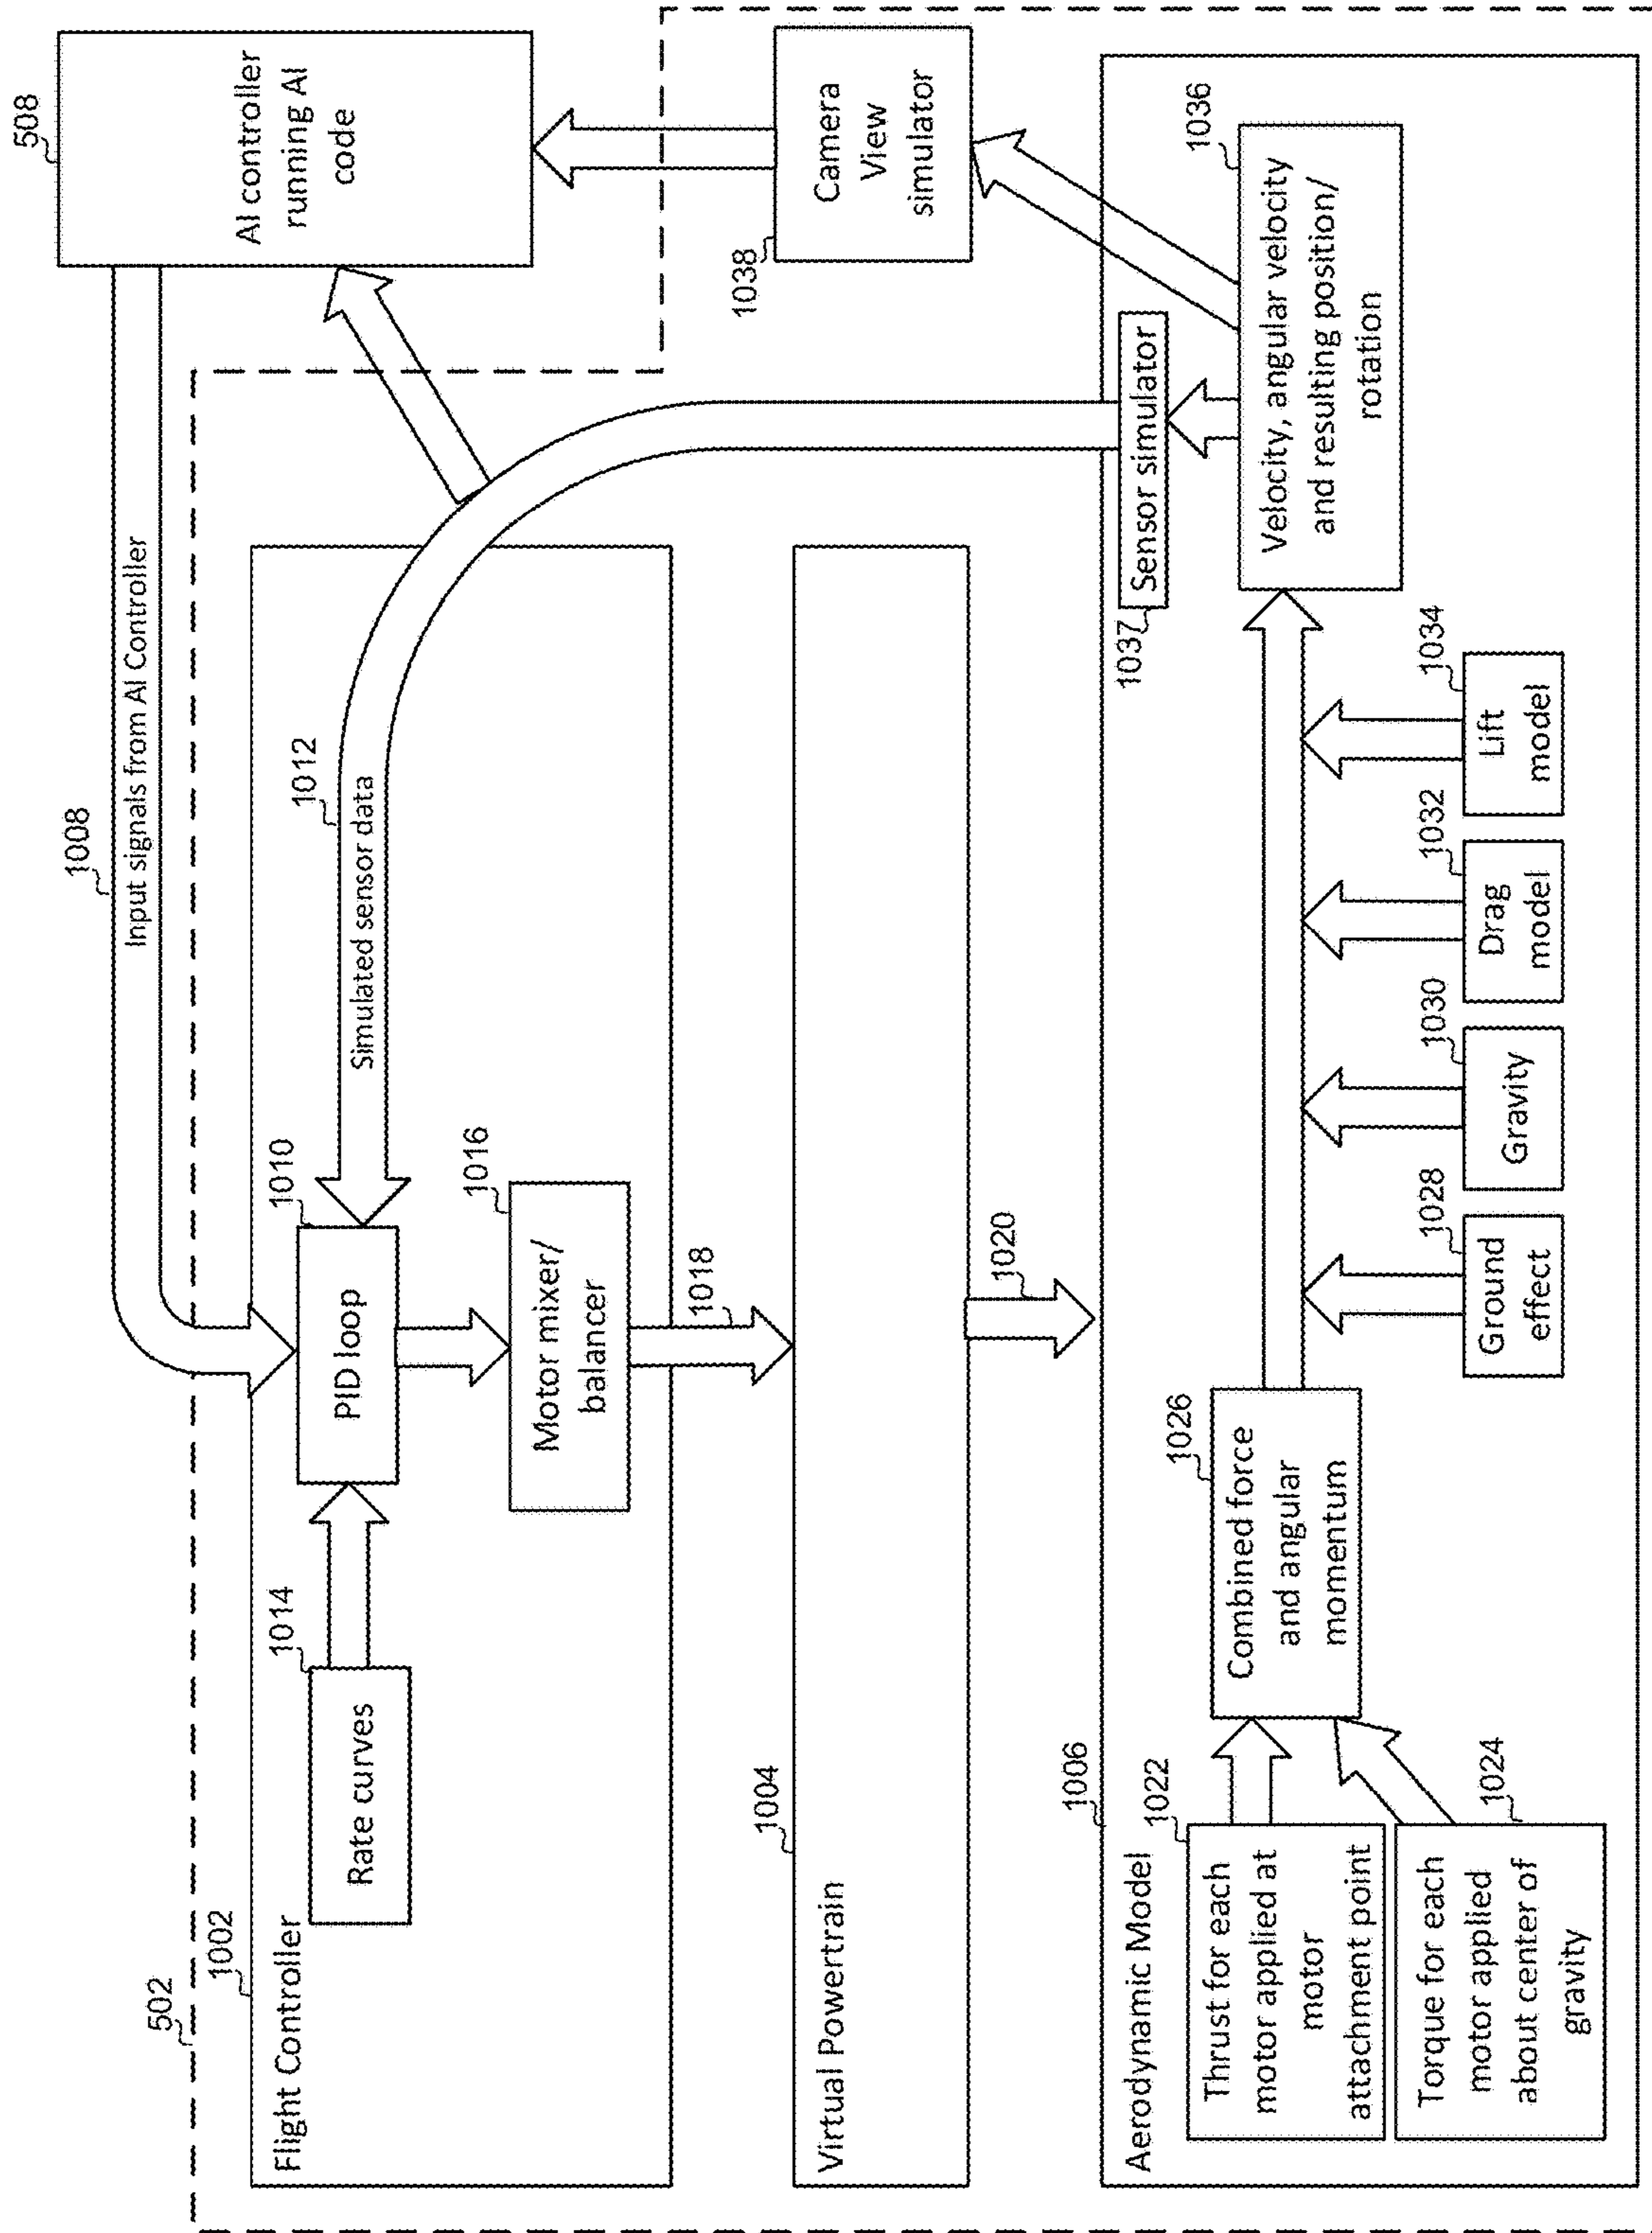 508
AI controller
running AI
code
1008
Input signals from AI Controller
502
1002
Flight Controller
1014
Rate curves
1010
PID loop
1012
Simulated sensor data
1016
Motor mixer/
balancer
1018
1038
Camera
View
simulator
1004
Virtual Powertrain
1020
1006
Aerodynamic Model
1022
Thrust for each
motor applied at
motor
attachment point
1024
Torque for each
motor applied
about center of
gravity
1026
Combined force
and angular
momentum
1037
Sensor simulator
1036
Velocity, angular velocity
and resulting position/
rotation
1028
Ground
effect
1030
Gravity
1032
Drag
model
1034
Lift
model